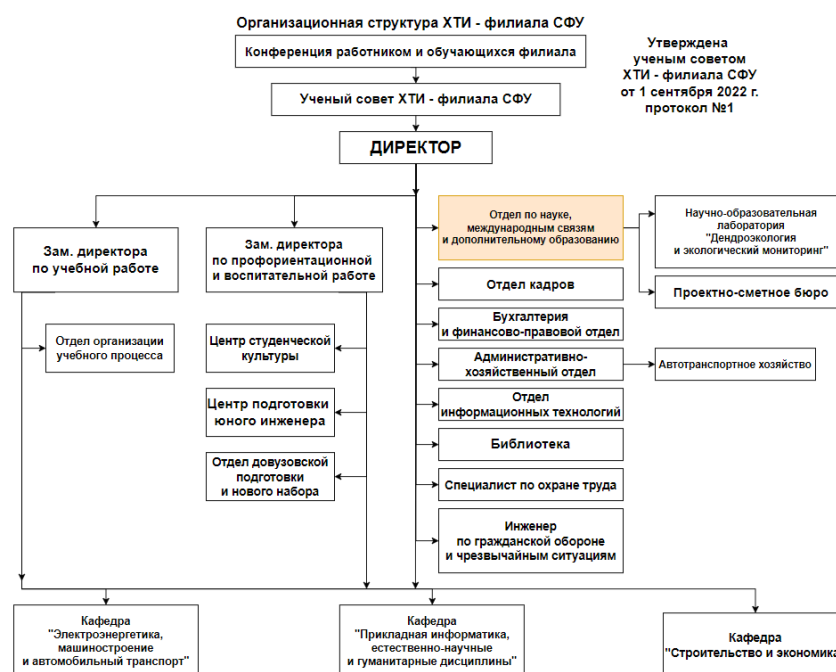 Организационная структура ХТИ - филиала СФУ
Конференция работником и обучающихся филиала
Утверждена
ученым советом
ХТИ - филиала СФУ
от 1 сентября 2022 г.
протокол №1
Ученый совет ХТИ - филиала СФУ
ДИРЕКТОР
Зам. директора
по учебной работе
Зам. директора
по профориентационной
и воспитательной работе
Отдел по науке,
международным связям
и дополнительному образованию
Научно-образовательная
лаборатория
"Дендроэкология
и экологический мониторинг"
Проектно-сметное бюро
Отдел кадров
Бухгалтерия
и финансово-правовой отдел
Отдел организации
учебного процесса
Центр студенческой
культуры
Административно-
хозяйственный отдел
Автотранспортное хозяйство
Центр подготовки
юного инженера
Отдел
информационных технологий
Библиотека
Отдел довузовской
подготовки
и нового набора
Специалист по охране труда
Инженер
по гражданской обороне
и чрезвычайным ситуациям
Кафедра
"Электроэнергетика,
машиностроение
и автомобильный транспорт"
Кафедра
"Прикладная информатика,
естественно-научные
и гуманитарные дисциплины"
Кафедра
"Строительство и экономика